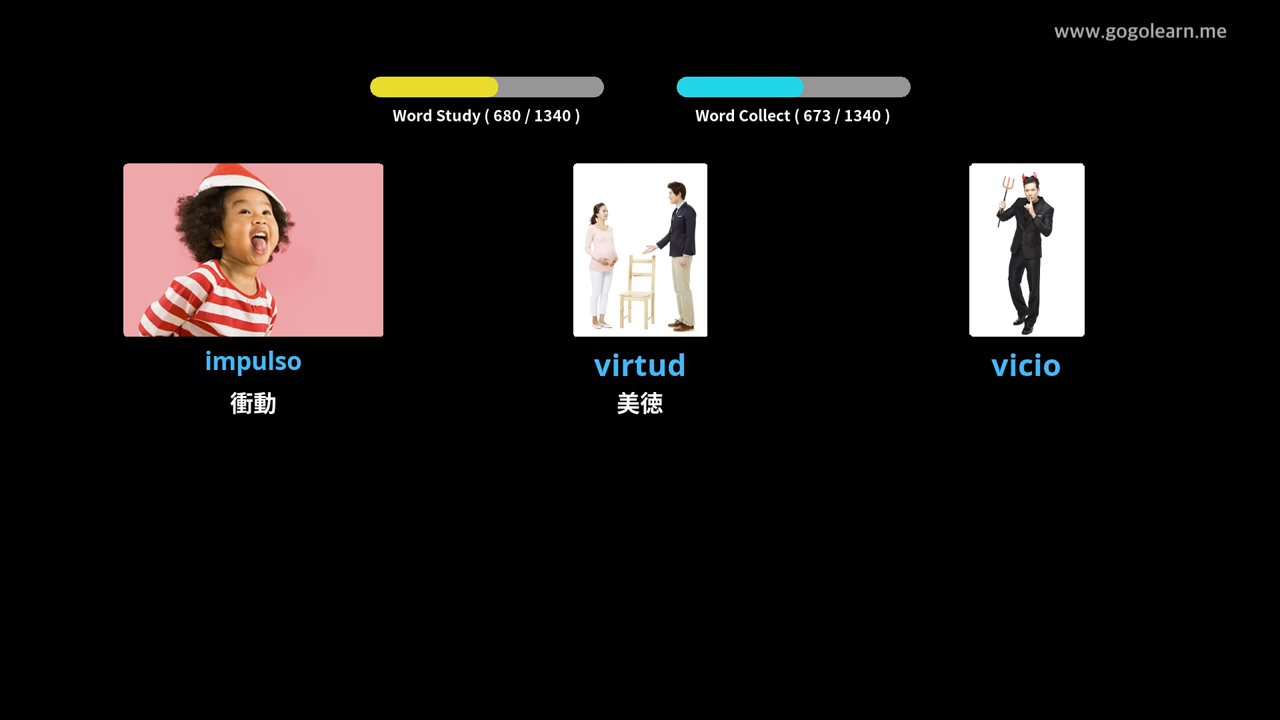 www.gogolearn.me
Word Study ( 680 / 1340 )
Word Collect ( 673 / 1340 )
impulso
衝動
virtud
美徳
vicio